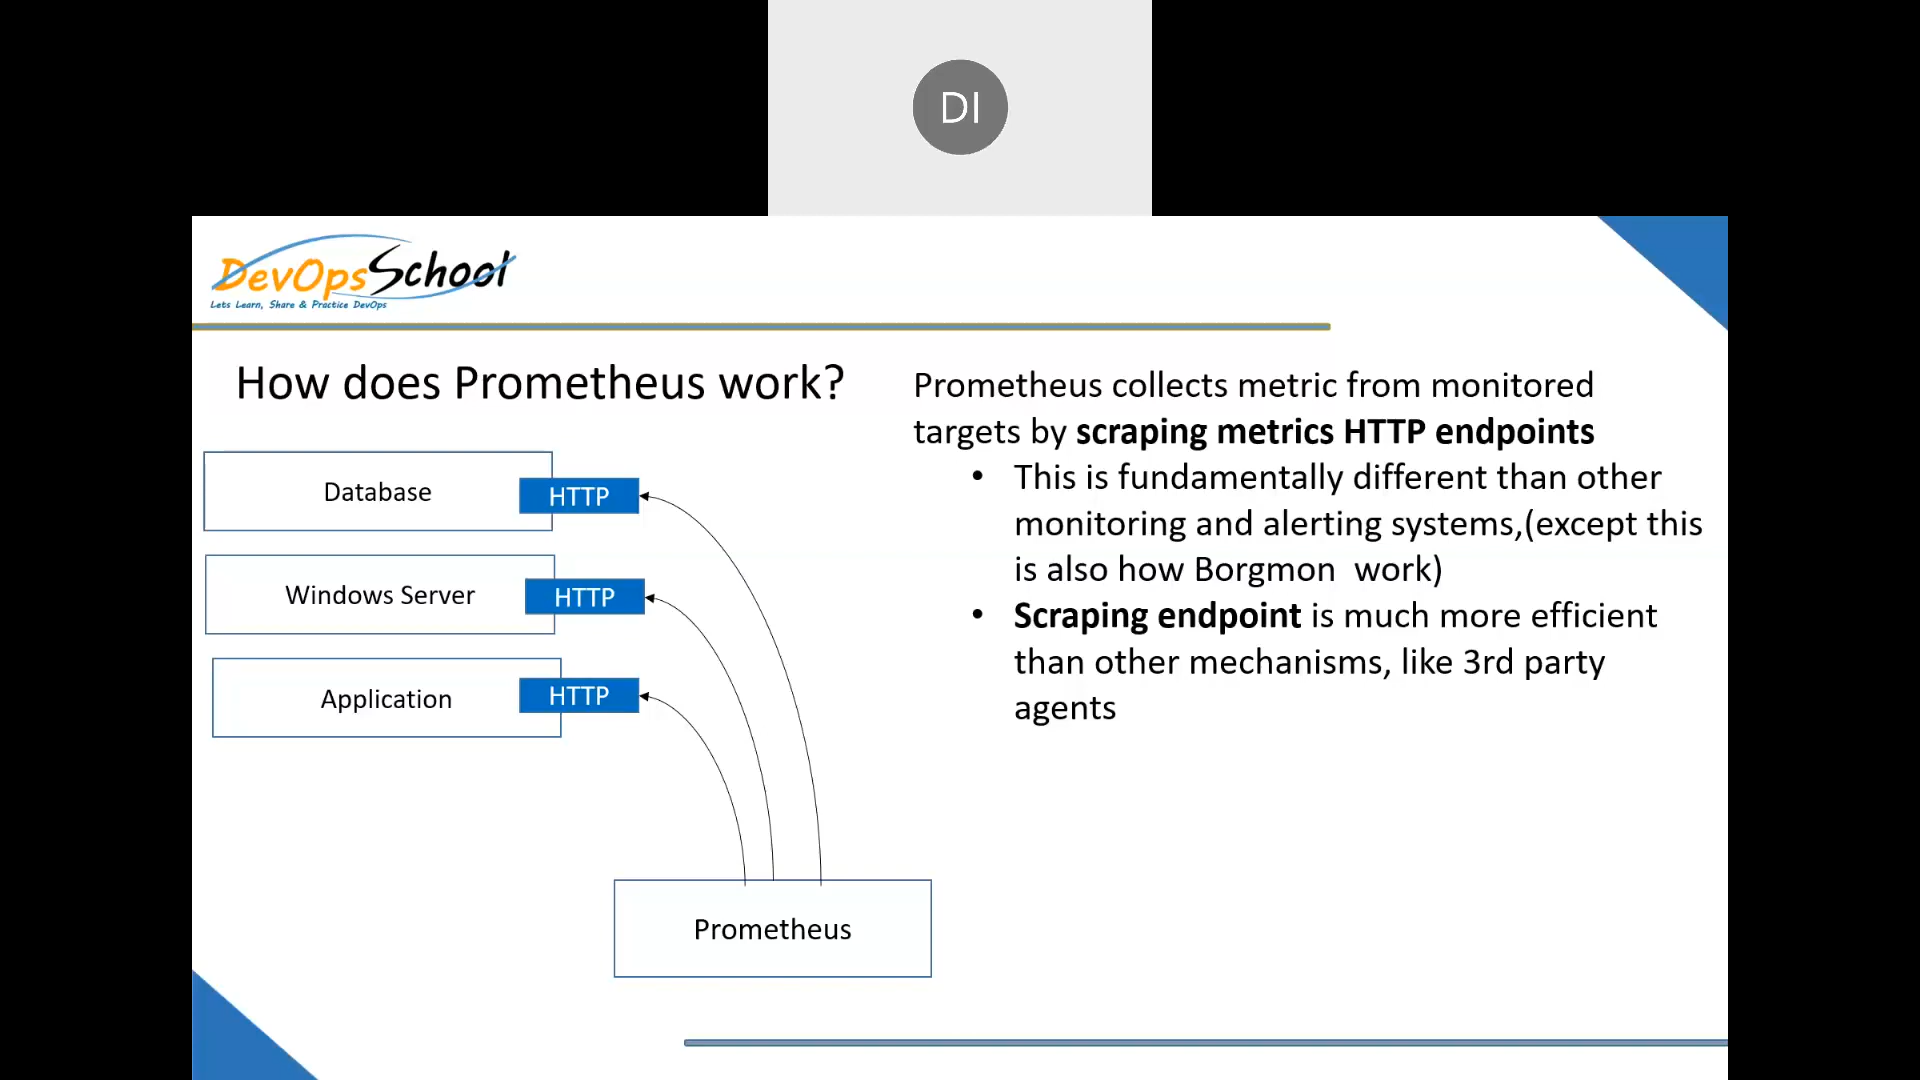 DI
DevOpsSchool
Lets Learn, Share & Practice DevOps
How does Prometheus work?
Database
HTTP
Windows Server
HTTP
Application
HTTP
Prometheus
Prometheus collects metric from monitored
targets by scraping metrics HTTP endpoints
• This is fundamentally different than other
monitoring and alerting systems,(except this
is also how Borgmon  work)
• Scraping endpoint is much more efficient
than other mechanisms, like 3rd party
agents